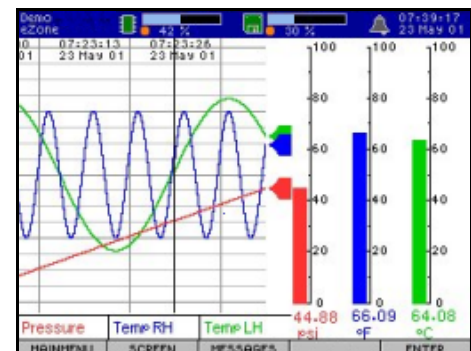 Demo
eZone
42 %
30 %
07:39:17
23 May 01
0 07:23:13 07:23:26
01 23 May 01 23 May 01
100 100 100
80 80 80
60 60 60
40 40 40
20 20 20
0 0 0
Pressure Temp RH Temp LH
44.88 66.09 64.08
psi °F °C
MAINMENU SCREEN MESSAGES ENTER